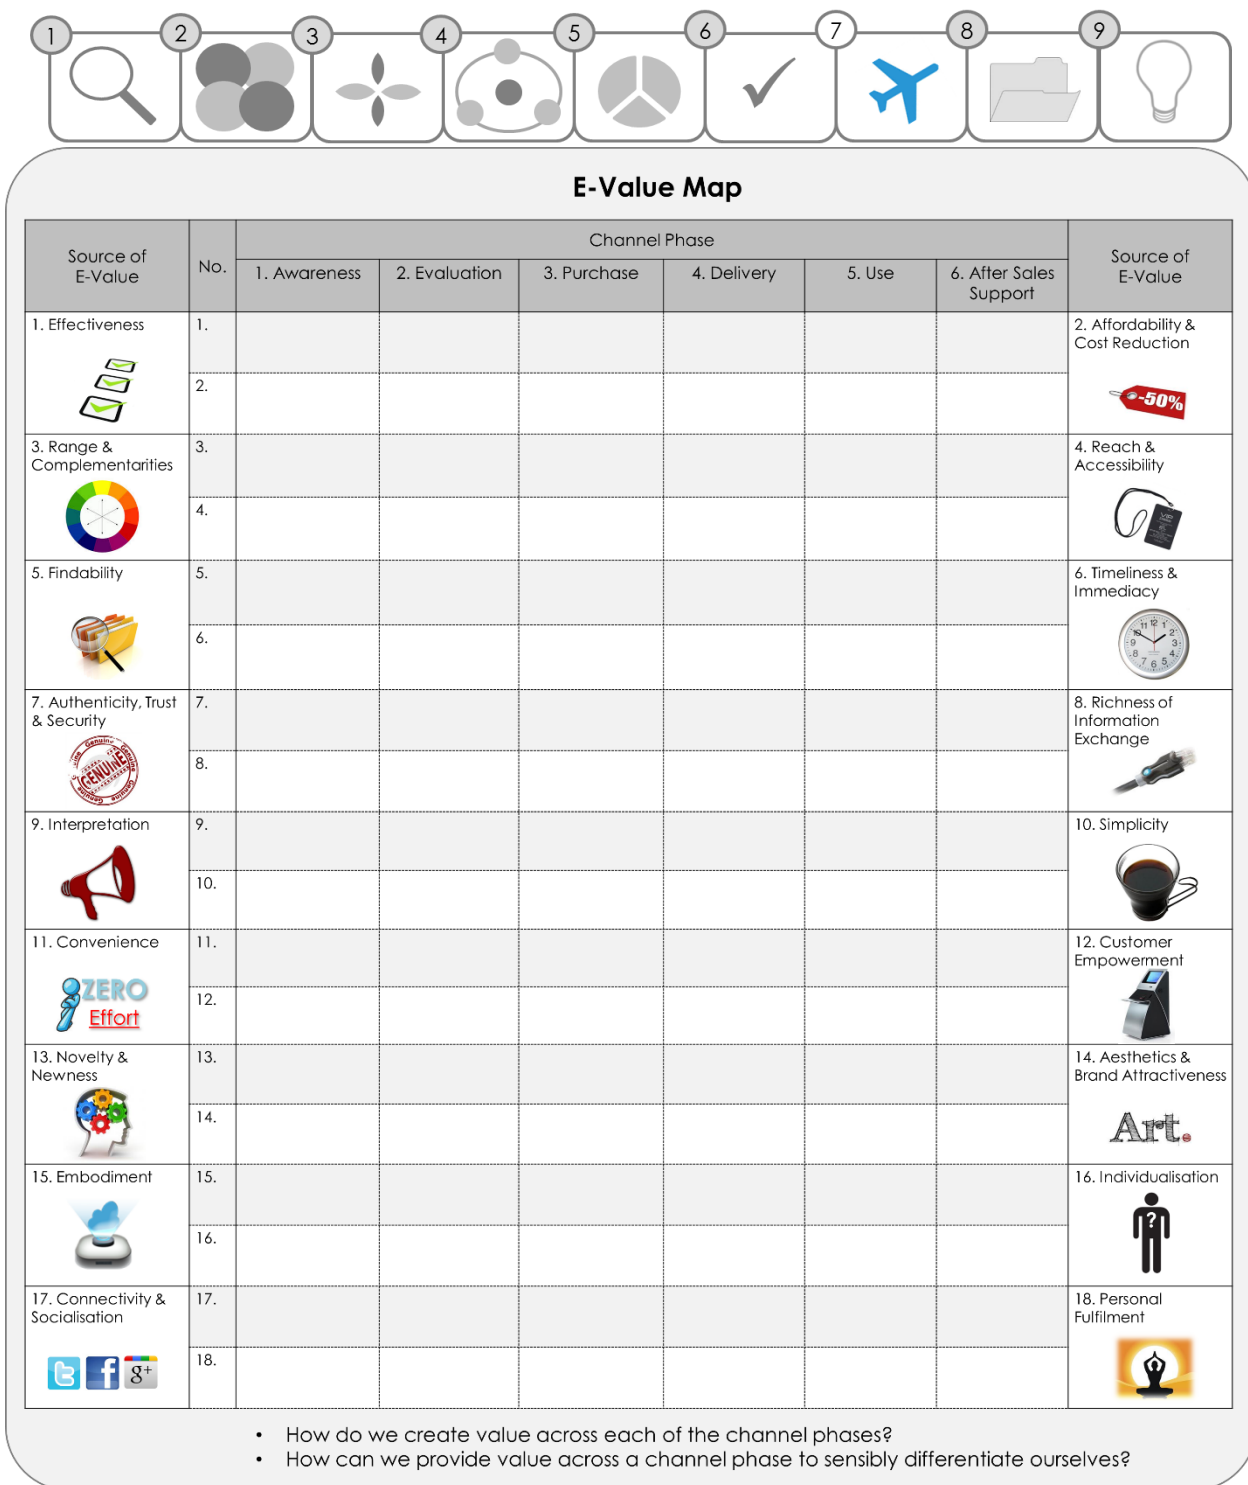 1 2 3 4 5 6 7 8 9
E-Value Map
Source of
E-Value
No.
Channel Phase
1. Awareness
2. Evaluation
3. Purchase
4. Delivery
5. Use
6. After Sales
Support
Source of
E-Value
1. Effectiveness
1.
2.
2. Affordability &
Cost Reduction
-50%
3. Range &
Complementarities
3.
4.
4. Reach &
Accessibility
VIP
5. Findability
5.
6.
6. Timeliness &
Immediacy
7. Authenticity, Trust
& Security
GENUINE
7.
8.
8. Richness of
Information
Exchange
9. Interpretation
9.
10.
10. Simplicity
11. Convenience
ZERO
Effort
11.
12.
12. Customer
Empowerment
13. Novelty &
Newness
13.
14.
14. Aesthetics &
Brand Attractiveness
Art.
15. Embodiment
15.
16.
16. Individualisation
?
17. Connectivity &
Socialisation
f g+
17.
18.
18. Personal
Fulfilment
• How do we create value across each of the channel phases?
• How can we provide value across a channel phase to sensibly differentiate ourselves?